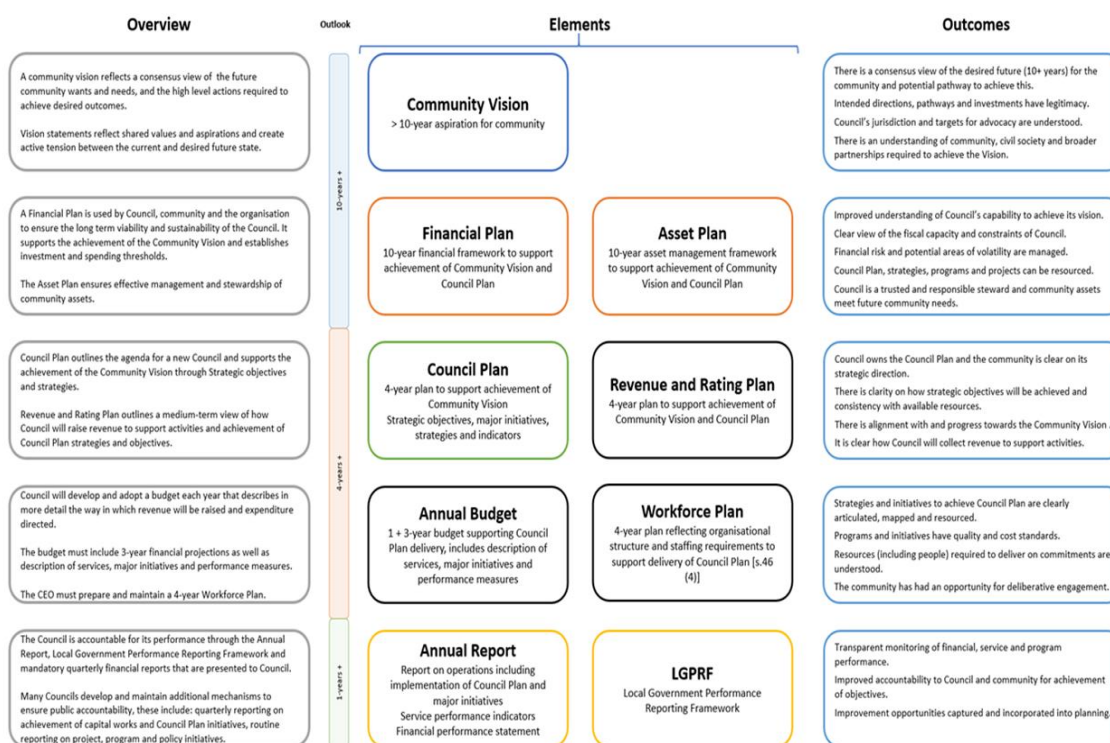 Overview
Outlook
Elements
Outcomes
A community vision reflects a consensus view of the future
community wants and needs, and the high level actions required to
achieve desired outcomes.
Vision statements reflect shared values and aspirations and create
active tension between the current and desired future state.
10-years +
Community Vision
> 10-year aspiration for community
There is a consensus view of the desired future (10+ years) for the
community and potential pathway to achieve this.
Intended directions, pathways and investments have legitimacy.
Council's jurisdiction and targets for advocacy are understood.
There is an understanding of community, civil society and broader
partnerships required to achieve the Vision.
A Financial Plan is used by Council, community and the organisation
to ensure the long term viability and sustainability of the Council. It
supports the achievement of the Community Vision and establishes
investment and spending thresholds.
The Asset Plan ensures effective management and stewardship of
community assets.
Financial Plan
10-year financial framework to support
achievement of Community Vision and
Council Plan
Asset Plan
10-year asset management framework
to support achievement of Community
Vision and Council Plan
Improved understanding of Council's capability to achieve its vision.
Clear view of the fiscal capacity and constraints of Council.
Financial risk and potential areas of volatility are managed.
Council Plan, strategies, programs and projects can be resourced.
Council is a trusted and responsible steward and community assets
meet future community needs.
Council Plan outlines the agenda for a new Council and supports the
achievement of the Community Vision through Strategic objectives
and strategies.
Revenue and Rating Plan outlines a medium-term view of how
Council will raise revenue to support activities and achievement of
Council Plan strategies and objectives.
4-years +
Council Plan
4-year plan to support achievement of
Community Vision
Strategic objectives, major initiatives,
strategies and indicators
Revenue and Rating Plan
4-year plan to support achievement of
Community Vision and Council Plan
Council owns the Council Plan and the community is clear on its
strategic direction.
There is clarity on how strategic objectives will be achieved and
consistency with available resources.
There is alignment with and progress towards the Community Vision .
It is clear how Council will collect revenue to support activities.
Council will develop and adopt a budget each year that describes in
more detail the way in which revenue will be raised and expenditure
directed.
The budget must include 3-year financial projections as well as
description of services, major initiatives and performance measures.
The CEO must prepare and maintain a 4-year Workforce Plan.
Annual Budget
1 + 3-year budget supporting Council
Plan delivery, includes description of
services, major initiatives and
performance measures
Workforce Plan
4-year plan reflecting organisational
structure and staffing requirements to
support delivery of Council Plan [s.46
(4)]
Strategies and initiatives to achieve Council Plan are clearly
articulated, mapped and resourced.
Programs and initiatives have quality and cost standards.
Resources (including people) required to deliver on commitments are
understood.
The community has had an opportunity for deliberative engagement.
The Council is accountable for its performance through the Annual
Report, Local Government Performance Reporting Framework and
mandatory quarterly financial reports that are presented to Council.
Many Councils develop and maintain additional mechanisms to
ensure public accountability, these include: quarterly reporting on
achievement of capital works and Council Plan initiatives, routine
reporting on project, program and policy initiatives.
1-years +
Annual Report
Report on operations including
implementation of Council Plan and
major initiatives
Service performance indicators
Financial performance statement
LGPRF
Local Government Performance
Reporting Framework
Transparent monitoring of financial, service and program
performance.
Improved accountability to Council and community for achievement
of objectives.
Improvement opportunities captured and incorporated into planning.